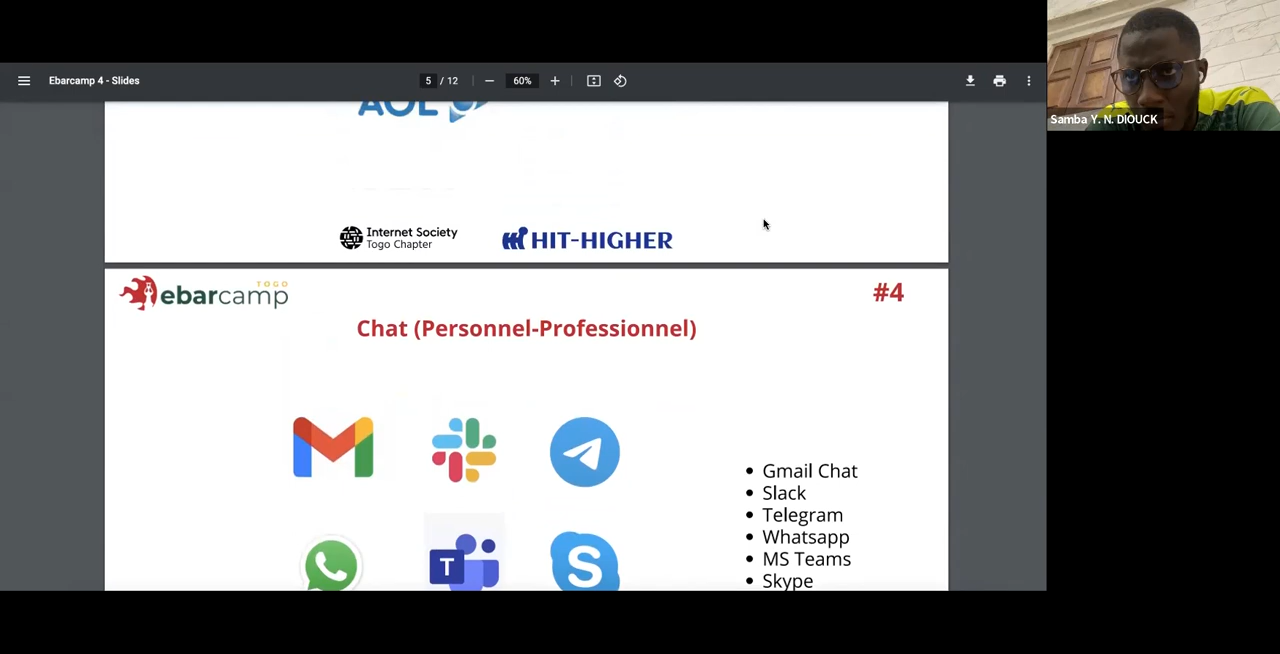 Ebarcamp 4 - Slides
5 / 12
60%
Samba Y. N. DIOUCK
AOL
Internet Society
Togo Chapter
HIT-HIGHER
TOGO
ebarcamp
#4
Chat (Personnel-Professionnel)
Gmail Chat
Slack
Telegram
Whatsapp
MS Teams
Skype
T
S